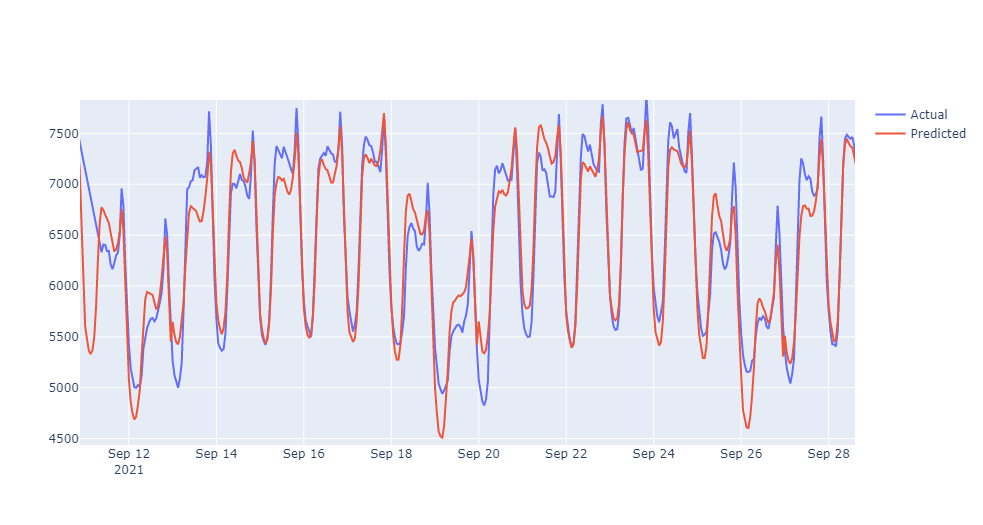 Actual
Predicted
7500
7000
6500
6000
5500
5000
4500
Sep 12
2021
Sep 14
Sep 16
Sep 18
Sep 20
Sep 22
Sep 24
Sep 26
Sep 28